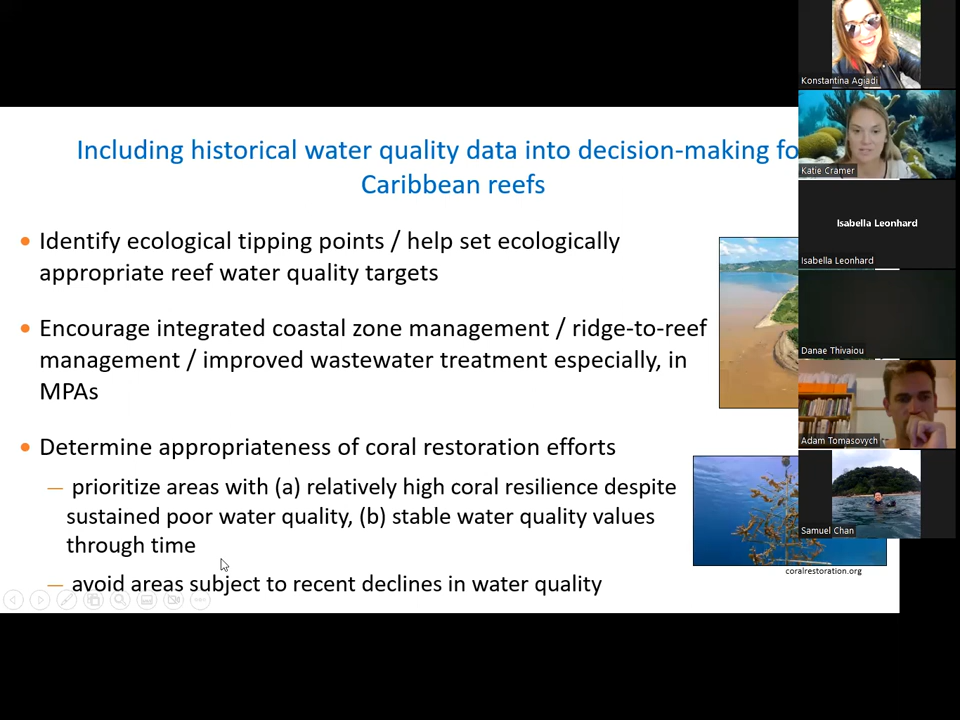 Including historical water quality data into decision-making fo
Caribbean reefs
• Identify ecological tipping points / help set ecologically
appropriate reef water quality targets
• Encourage integrated coastal zone management / ridge-to-reef
management / improved wastewater treatment especially, in
MPAs
• Determine appropriateness of coral restoration efforts
— prioritize areas with (a) relatively high coral resilience despite
sustained poor water quality, (b) stable water quality values
through time
— avoid areas subject to recent declines in water quality
coralrestoration.org
Konstantina Agiadi
Katie Cramer
Isabella Leonhard
Isabella Leonhard
Danae Thivaiou
Adam Tomasovych
Samuel Chan